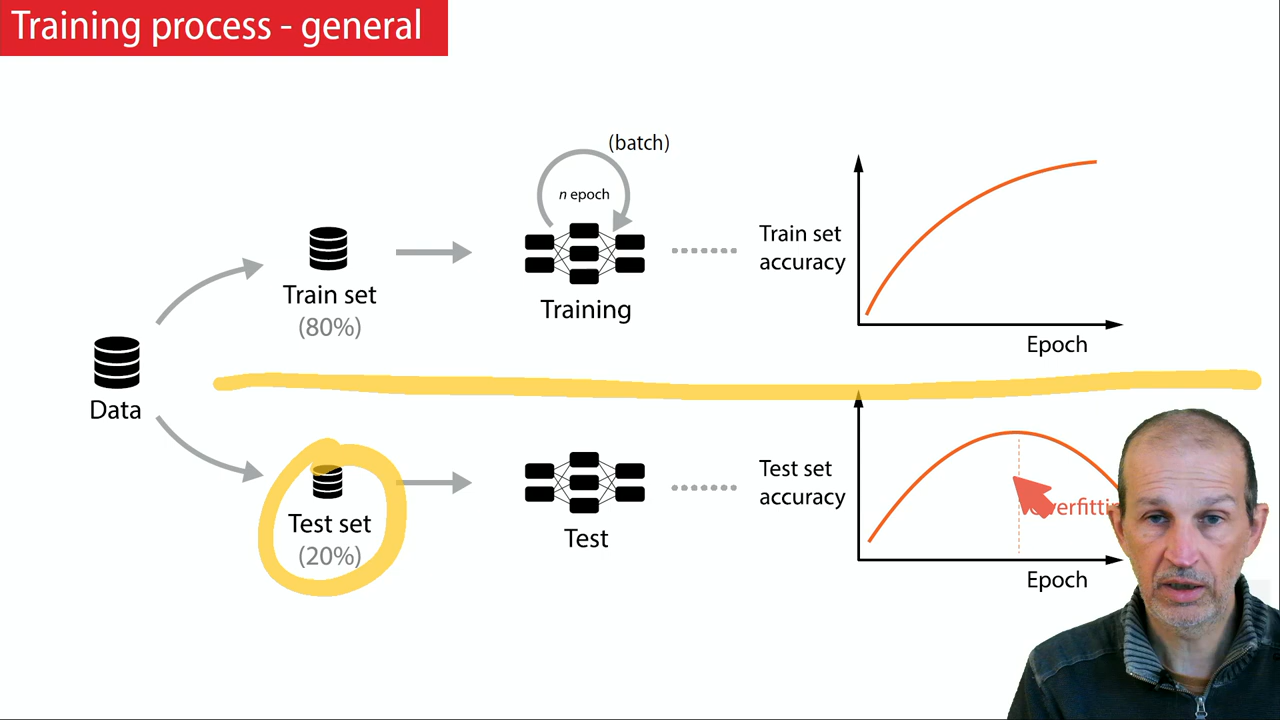 Training process - general
(batch)
n epoch
Train set
accuracy
Train set
(80%)
Training
Epoch
Data
Test set
accuracy
Test set
(20%)
Test
Epoch